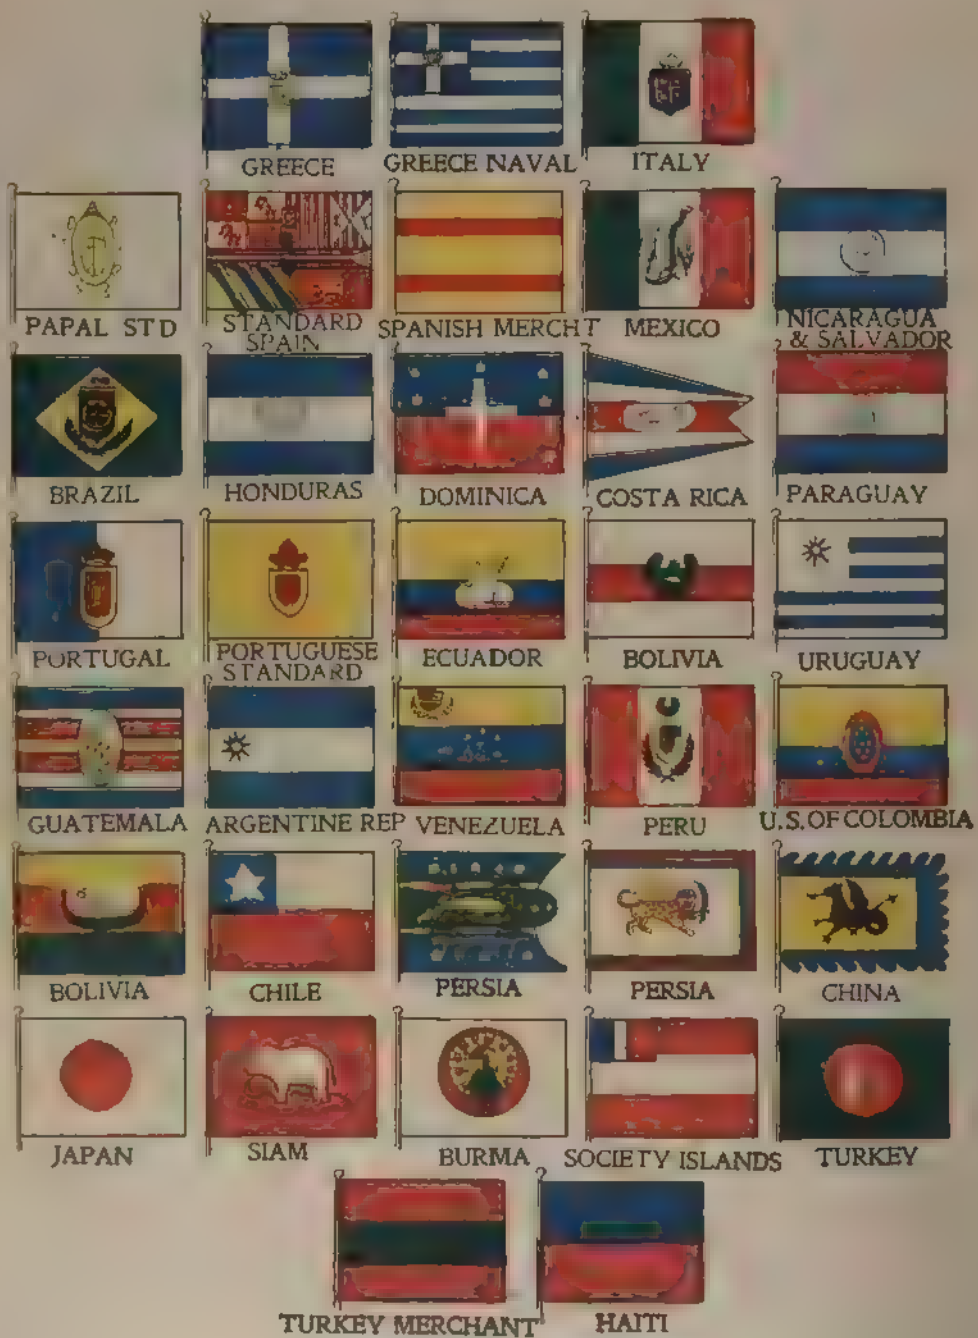 GREECE
GREECE NAVAL
ITALY
PAPAL STD
STANDARD
SPAIN
SPANISH MERCHT
MEXICO
NICARAGUA
& SALVADOR
BRAZIL
HONDURAS
DOMINICA
COSTA RICA
PARAGUAY
PORTUGAL
PORTUGUESE
STANDARD
ECUADOR
BOLIVIA
URUGUAY
GUATEMALA
ARGENTINE REP
VENEZUELA
PERU
U.S. OF COLOMBIA
BOLIVIA
CHILE
PERSIA
PERSIA
CHINA
JAPAN
SIAM
BURMA
SOCIETY ISLANDS
TURKEY
TURKEY MERCHANT
HAITI